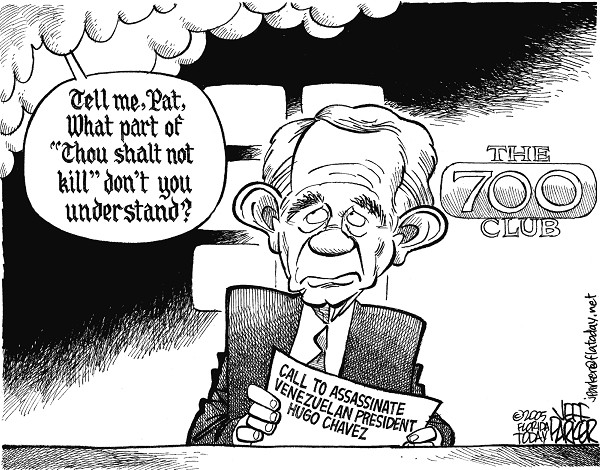 Tell me, Pat,
What part of
"Thou shalt not
kill" don't you
understand?
THE
700
CLUB
CALL TO ASSASSINATE
VENEZUELAN PRESIDENT
HUGO CHAVEZ
jparker@flatoday.net
©2005
FLORIDA
TODAY
JEFF
PARKER